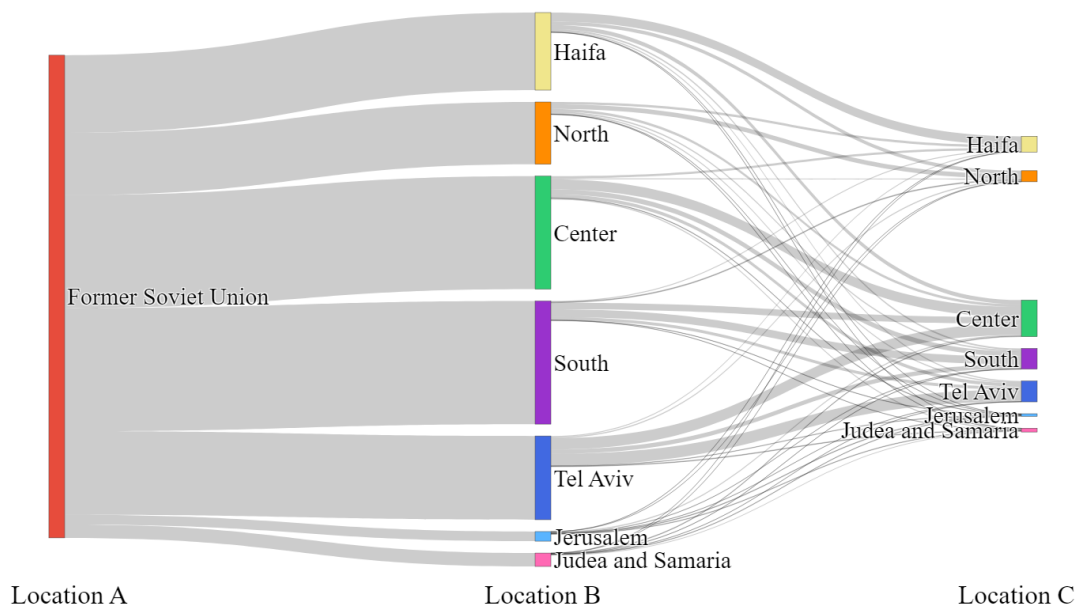 Haifa
North
Center
Former Soviet Union
South
Tel Aviv
Jerusalem
Judea and Samaria
Haifa
North
Center
South
Tel Aviv
Jerusalem
Judea and Samaria
Location A
Location B
Location C